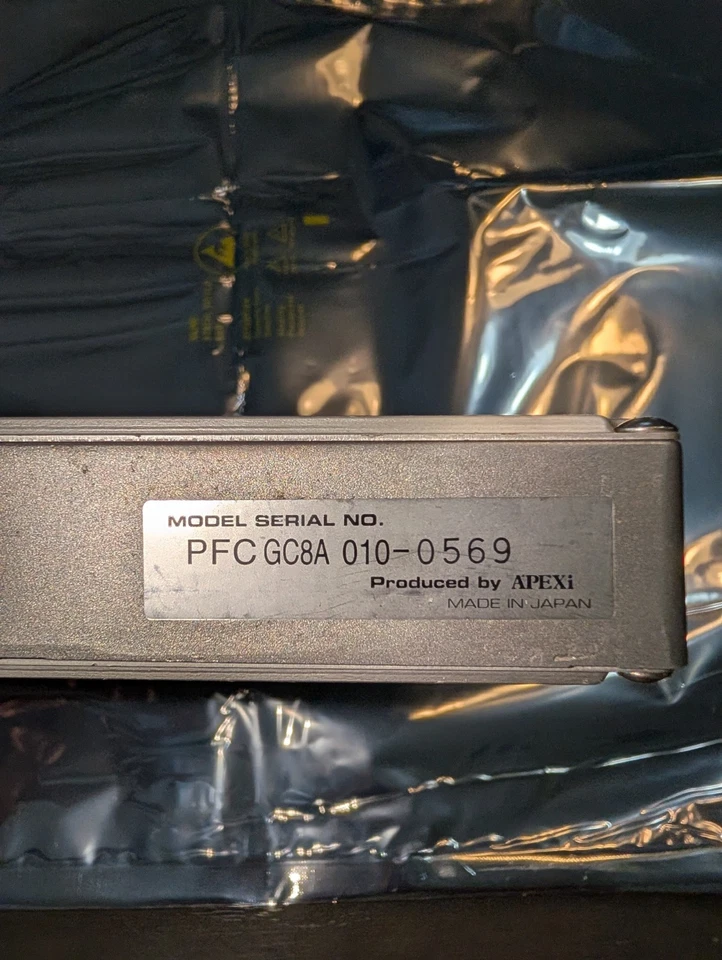 MODEL SERIAL NO.
PFC GC8A 010-0569
Produced by APEXi
MADE IN JAPAN